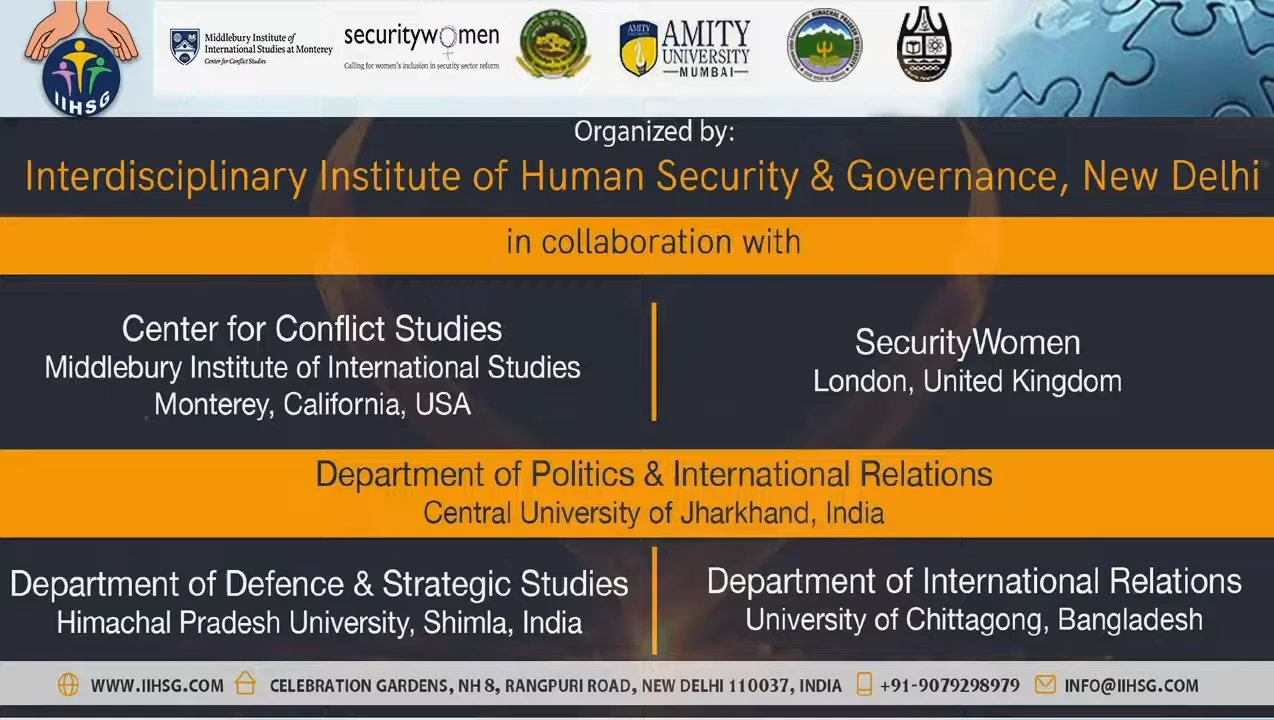 IIHSG
Middlebury Institute of
International Studies at Monterey
Center for Conflict Studies
securitywomen
Calling for women's inclusion in security sector reform
AMITY
AMITY
UNIVERSITY
MUMBAI
HIMACHAL PRADESH UNIVERSITY
Organized by:
Interdisciplinary Institute of Human Security & Governance, New Delhi
in collaboration with
Center for Conflict Studies
Middlebury Institute of International Studies
Monterey, California, USA
SecurityWomen
London, United Kingdom
Department of Politics & International Relations
Central University of Jharkhand, India
Department of Defence & Strategic Studies
Himachal Pradesh University, Shimla, India
Department of International Relations
University of Chittagong, Bangladesh
WWW.IIHSG.COM CELEBRATION GARDENS, NH 8, RANGPURI ROAD, NEW DELHI 110037, INDIA +91-9079298979 INFO@IIHSG.COM